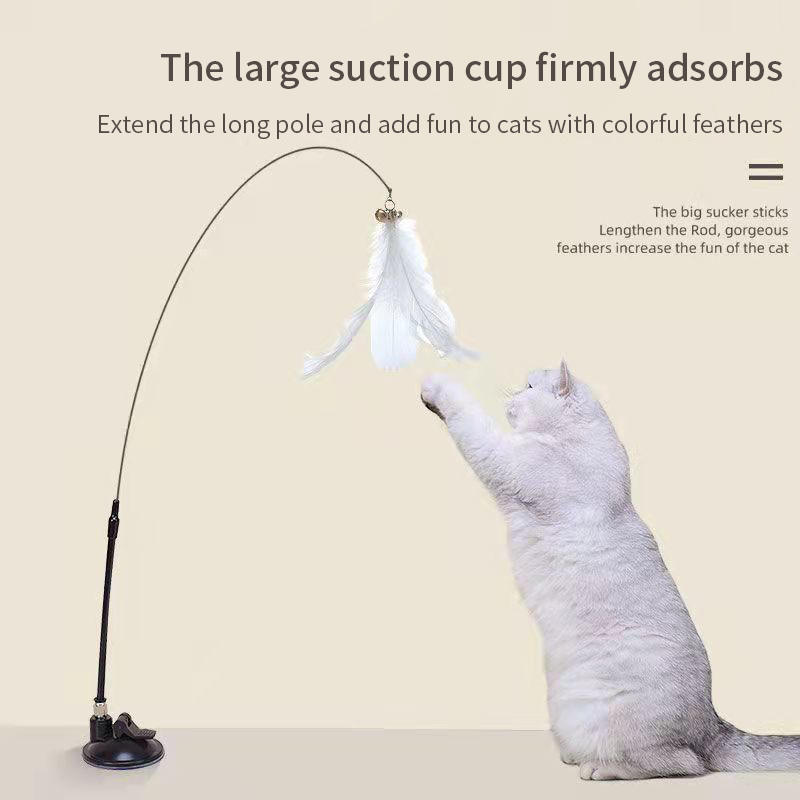 The large suction cup firmly adsorbs
Extend the long pole and add fun to cats with colorful feathers
The big sucker sticks
Lengthen the Rod, gorgeous
feathers increase the fun of the cat